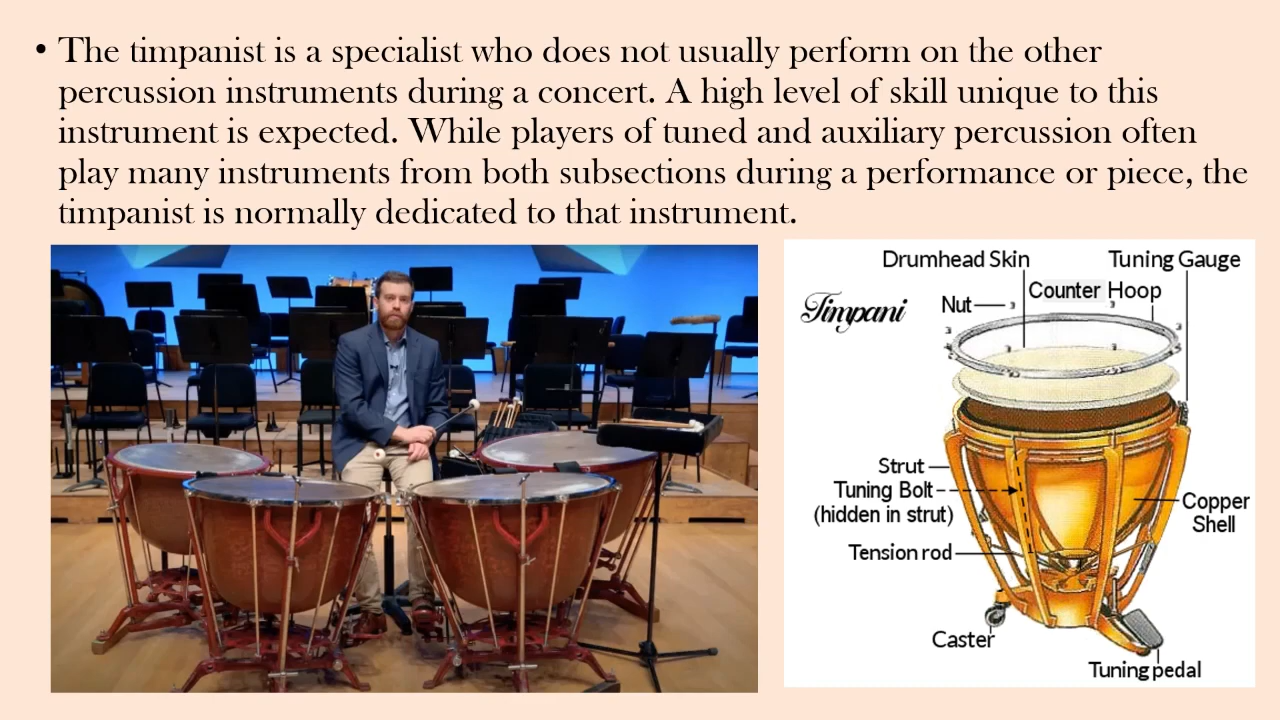 • The timpanist is a specialist who does not usually perform on the other
percussion instruments during a concert. A high level of skill unique to this
instrument is expected. While players of tuned and auxiliary percussion often
play many instruments from both subsections during a performance or piece, the
timpanist is normally dedicated to that instrument.
Drumhead Skin
Tuning Gauge
Timpani
Nut
Counter Hoop
Strut
Tuning Bolt
(hidden in strut)
Copper
Shell
Tension rod
Caster
Tuning pedal